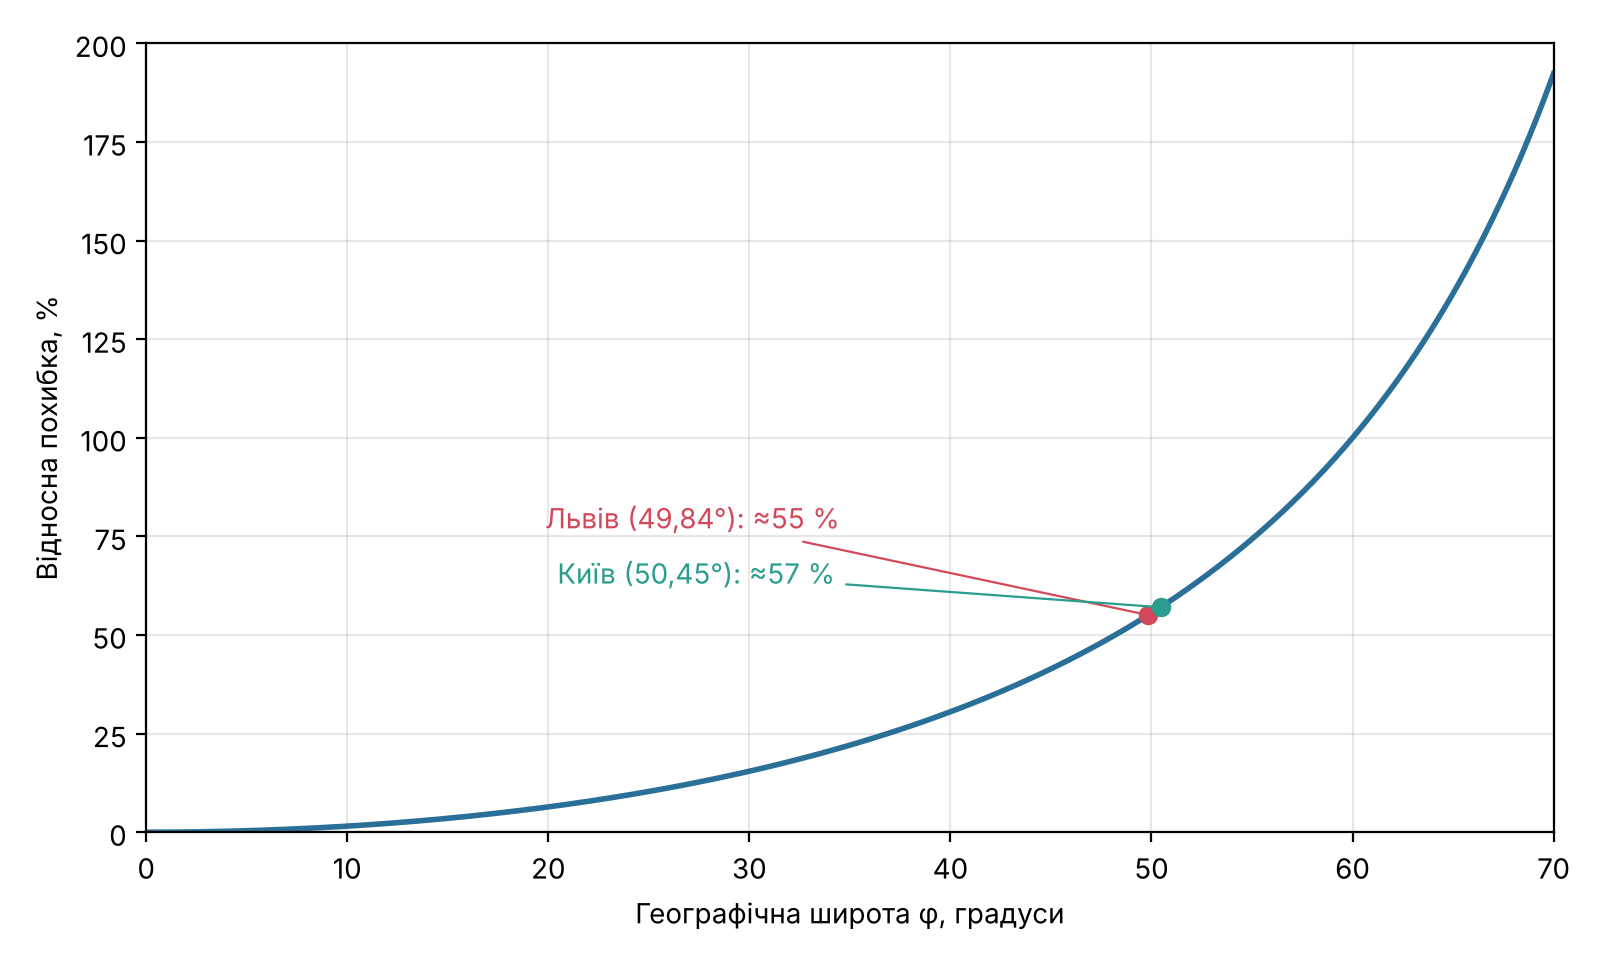 200
175
150
125
100
75
50
25
0
Відносна похибка, %
Львів (49,84°): ≈55 %
Київ (50,45°): ≈57 %
0 10 20 30 40 50 60 70
Географічна широта φ, градуси